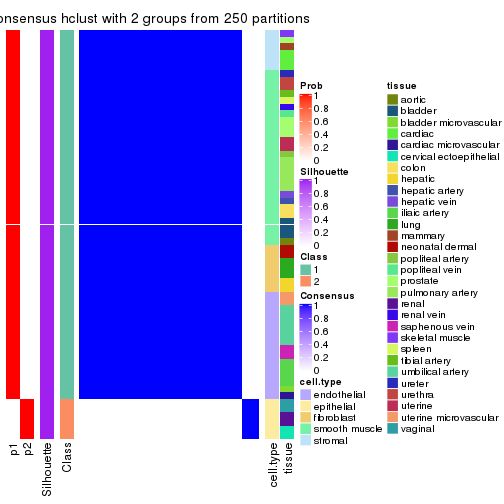 onsensus hclust with 2 groups from 250 partitions
p1
p2
Silhouette
Class
cell.type
tissue
Prob
1
0.8
0.6
0.4
0.2
0
Silhouette
1
0.8
0.6
0.4
0.2
0
Class
1
2
Consensus
1
0.8
0.6
0.4
0.2
0
cell.type
endothelial
epithelial
fibroblast
smooth muscle
stromal
tissue
aortic
bladder
bladder microvascular
cardiac
cardiac microvascular
cervical ectoepithelial
colon
hepatic
hepatic artery
hepatic vein
iliaic artery
lung
mammary
neonatal dermal
popliteal artery
popliteal vein
prostate
pulmonary artery
renal
renal vein
saphenous vein
skeletal muscle
spleen
tibial artery
umbilical artery
ureter
urethra
uterine
uterine microvascular
vaginal